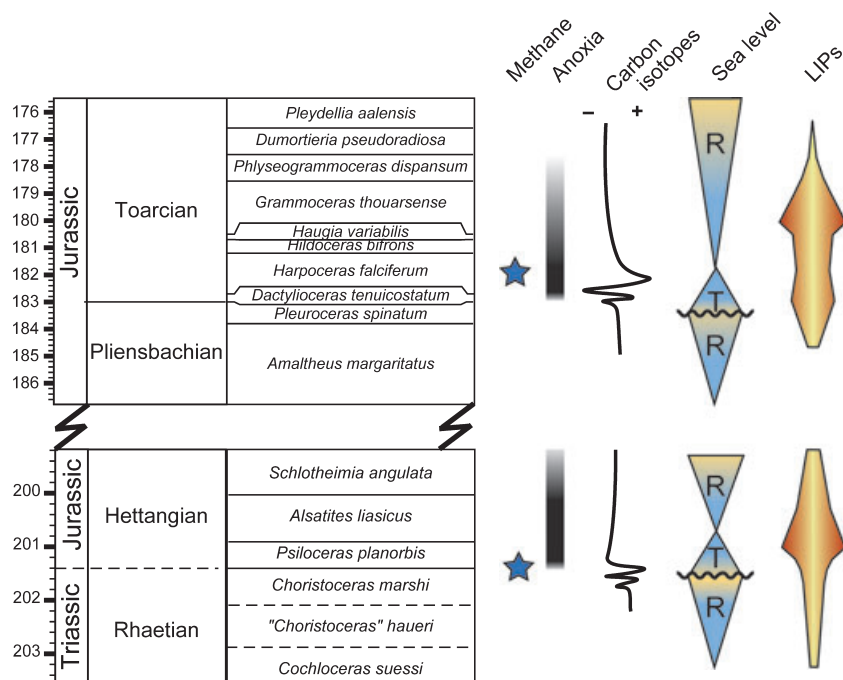 Methane
Anoxia
Carbon
isotopes
Sea level
LIPs
– +
176
177
178
179
180
181
182
183
184
185
186
Jurassic
Toarcian
Pliensbachian
Pleydellia aalensis
Dumortieria pseudoradiosa
Phlyseogrammoceras dispansum
Grammoceras thouarsense
Haugia variabilis
Hildoceras bifrons
Harpoceras falciferum
Dactylioceras tenuicostatum
Pleuroceras spinatum
Amaltheus margaritatus
R
T
R
200
201
202
203
Jurassic
Triassic
Hettangian
Rhaetian
Schlotheimia angulata
Alsatites liasicus
Psiloceras planorbis
Choristoceras marshi
"Choristoceras" haueri
Cochloceras suessi
R
T
R